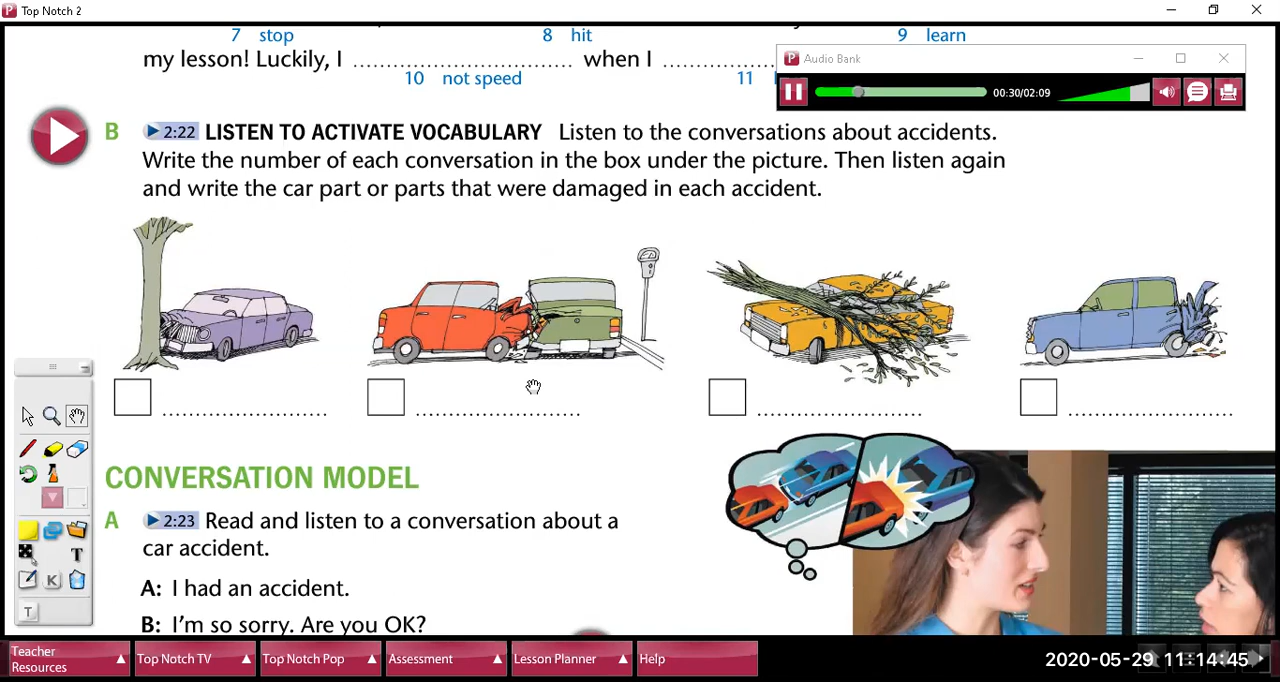 Top Notch 2
7 stop
8 hit
9 learn
my lesson! Luckily, I .............................. when I ...............
10 not speed
11
Audio Bank
00:30/02:09
B 2:22 LISTEN TO ACTIVATE VOCABULARY Listen to the conversations about accidents.
Write the number of each conversation in the box under the picture. Then listen again
and write the car part or parts that were damaged in each accident.
CONVERSATION MODEL
A 2:23 Read and listen to a conversation about a
car accident.
A: I had an accident.
B: I'm so sorry. Are you OK?
T
K
T
Teacher
Resources
Top Notch TV
Top Notch Pop
Assessment
Lesson Planner
Help
2020-05-29 11:14:45